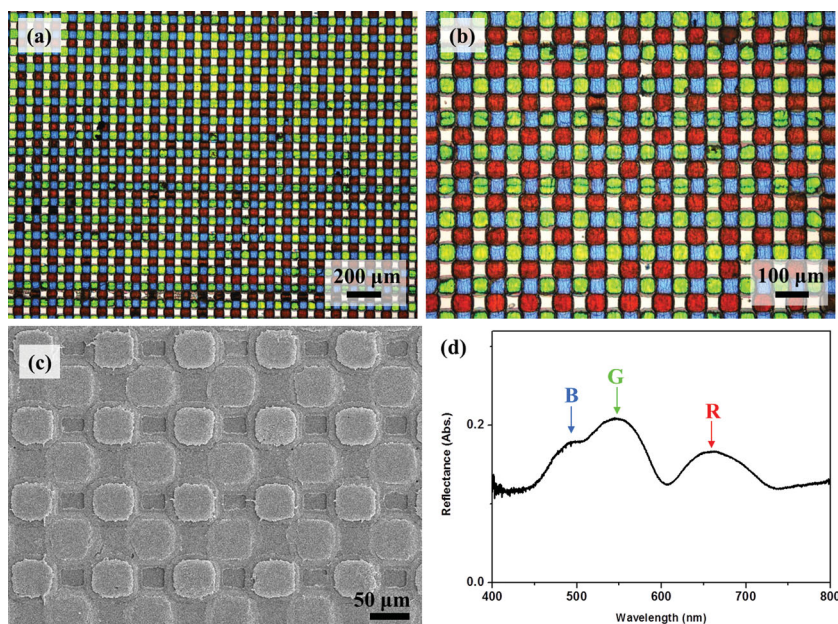 (a)
200 μm
(b)
100 μm
(c)
50 μm
(d)
B
G
R
0.2
0.0
Reflectance (Abs.)
400
500
600
700
800
Wavelength (nm)